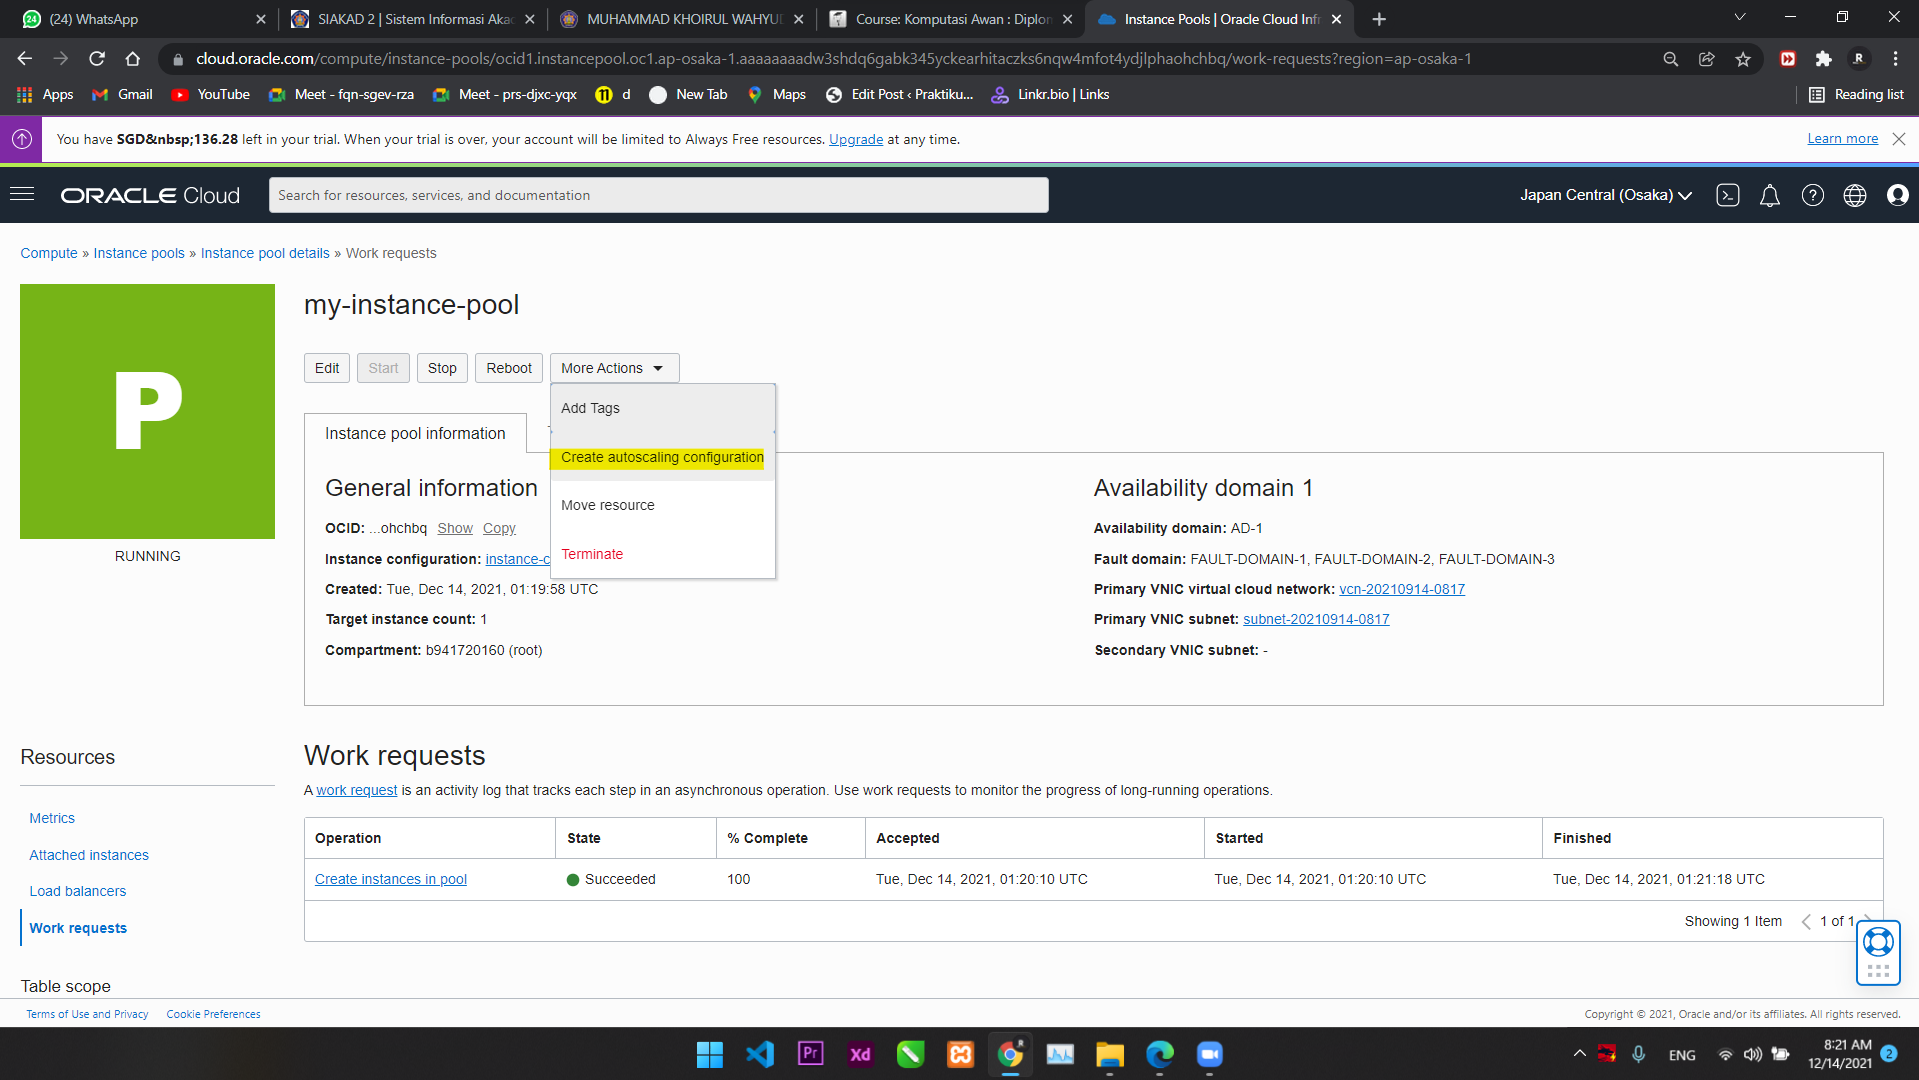 (24) WhatsApp
SIAKAD 2 | Sistem Informasi Akad
MUHAMMAD KHOIRUL WAHYUD
Course: Komputasi Awan : Diplom
Instance Pools | Oracle Cloud Infr
cloud.oracle.com/compute/instance-pools/ocid1.instancepool.oc1.ap-osaka-1.aaaaaaaadw3shdq6gabk345yckearhitaczks6nqw4mfot4ydjlphaohchbq/work-requests?region=ap-osaka-1
R
Apps
Gmail
YouTube
Meet - fqn-sgev-rza
Meet - prs-djxc-yqx
d
New Tab
Maps
Edit Post ‹ Praktiku...
Linkr.bio | Links
Reading list
You have SGD&nbsp;136.28 left in your trial. When your trial is over, your account will be limited to Always Free resources. Upgrade at any time.
Learn more
ORACLE Cloud
Search for resources, services, and documentation
Japan Central (Osaka)
Compute » Instance pools » Instance pool details » Work requests
P
RUNNING
my-instance-pool
Edit
Start
Stop
Reboot
More Actions
Add Tags
Create autoscaling configuration
Move resource
Terminate
Instance pool information
General information
OCID: ...ohchbq Show Copy
Instance configuration: instance-c
Created: Tue, Dec 14, 2021, 01:19:58 UTC
Target instance count: 1
Compartment: b941720160 (root)
Availability domain 1
Availability domain: AD-1
Fault domain: FAULT-DOMAIN-1, FAULT-DOMAIN-2, FAULT-DOMAIN-3
Primary VNIC virtual cloud network: vcn-20210914-0817
Primary VNIC subnet: subnet-20210914-0817
Secondary VNIC subnet: -
Resources
Metrics
Attached instances
Load balancers
Work requests
Table scope
Work requests
A work request is an activity log that tracks each step in an asynchronous operation. Use work requests to monitor the progress of long-running operations.
Operation
State
% Complete
Accepted
Started
Finished
Create instances in pool
Succeeded
100
Tue, Dec 14, 2021, 01:20:10 UTC
Tue, Dec 14, 2021, 01:20:10 UTC
Tue, Dec 14, 2021, 01:21:18 UTC
Showing 1 Item
1 of 1
Terms of Use and Privacy
Cookie Preferences
Copyright © 2021, Oracle and/or its affiliates. All rights reserved.
Pr
Xd
R
ENG
8:21 AM
12/14/2021
2